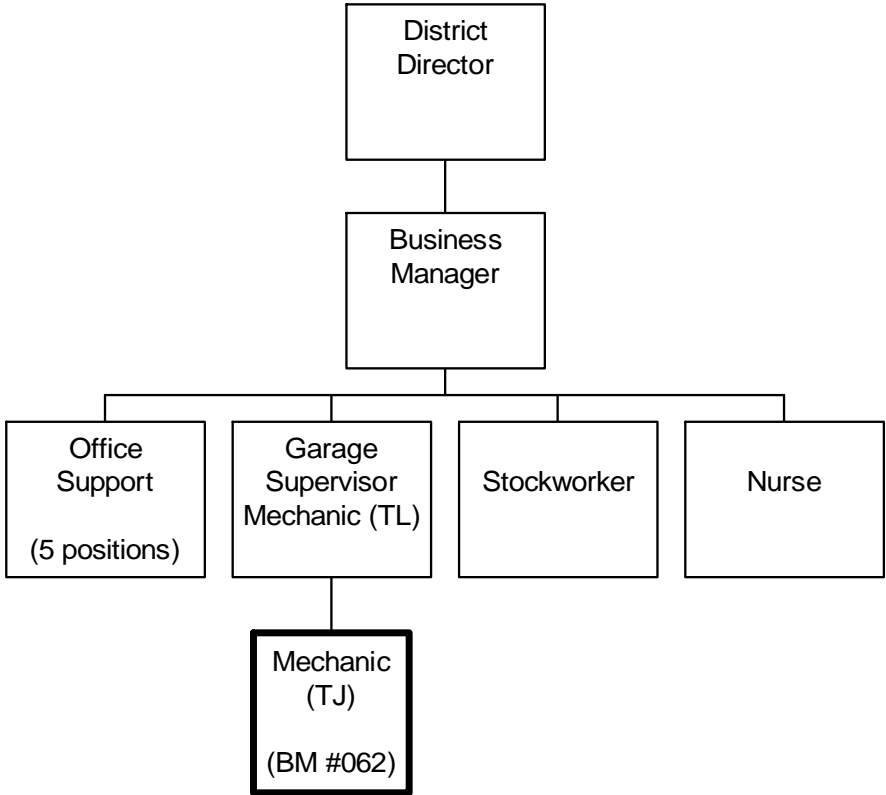 District
Director
Business
Manager
Office
Support
(5 positions)
Garage
Supervisor
Mechanic (TL)
Stockworker
Nurse
Mechanic
(TJ)
(BM #062)